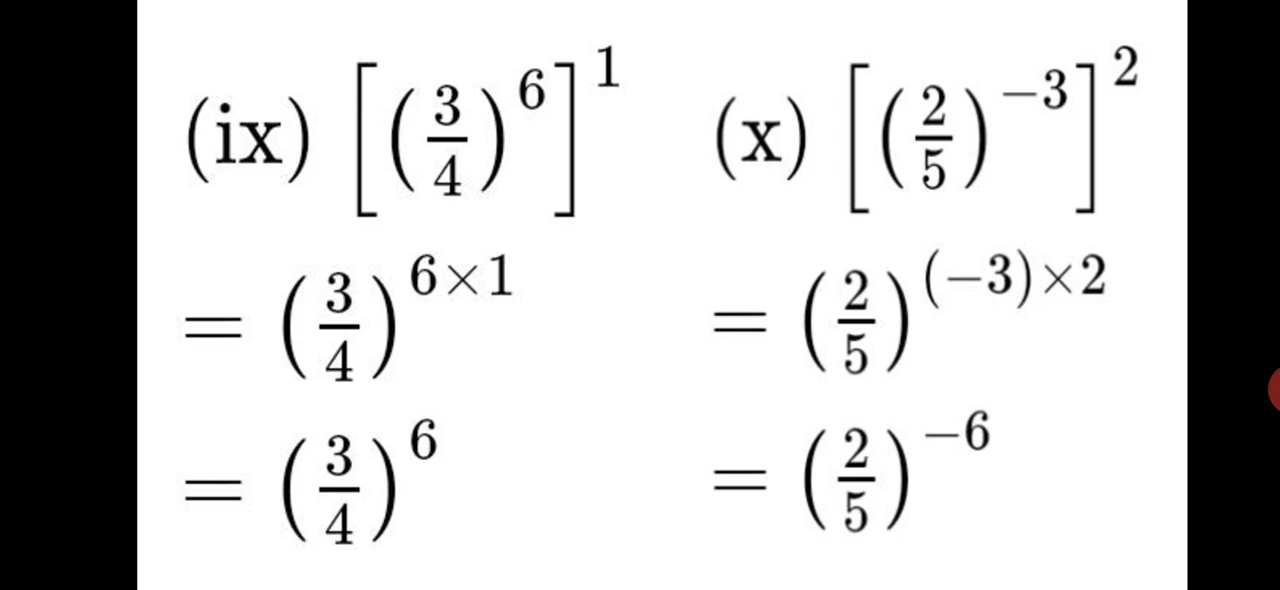 (ix) [(3/4)^6]^1
= (3/4)^(6×1)
= (3/4)^6
(x) [(2/5)^−3]^2
= (2/5)^((−3)×2)
= (2/5)^−6